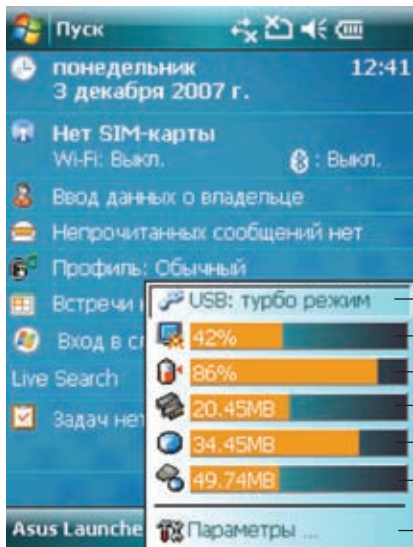 Пуск
понедельник 12:41
3 декабря 2007 г.
Нет SIM-карты
Wi-Fi: Выкл. : Выкл.
Ввод данных о владельце
Непрочитанных сообщений нет
Профиль: Обычный
Встречи
USB: турбо режим
Вход в
42%
Live Search
86%
Задач нет
20.45MB
34.45MB
49.74MB
Asus Launche
Параметры ...